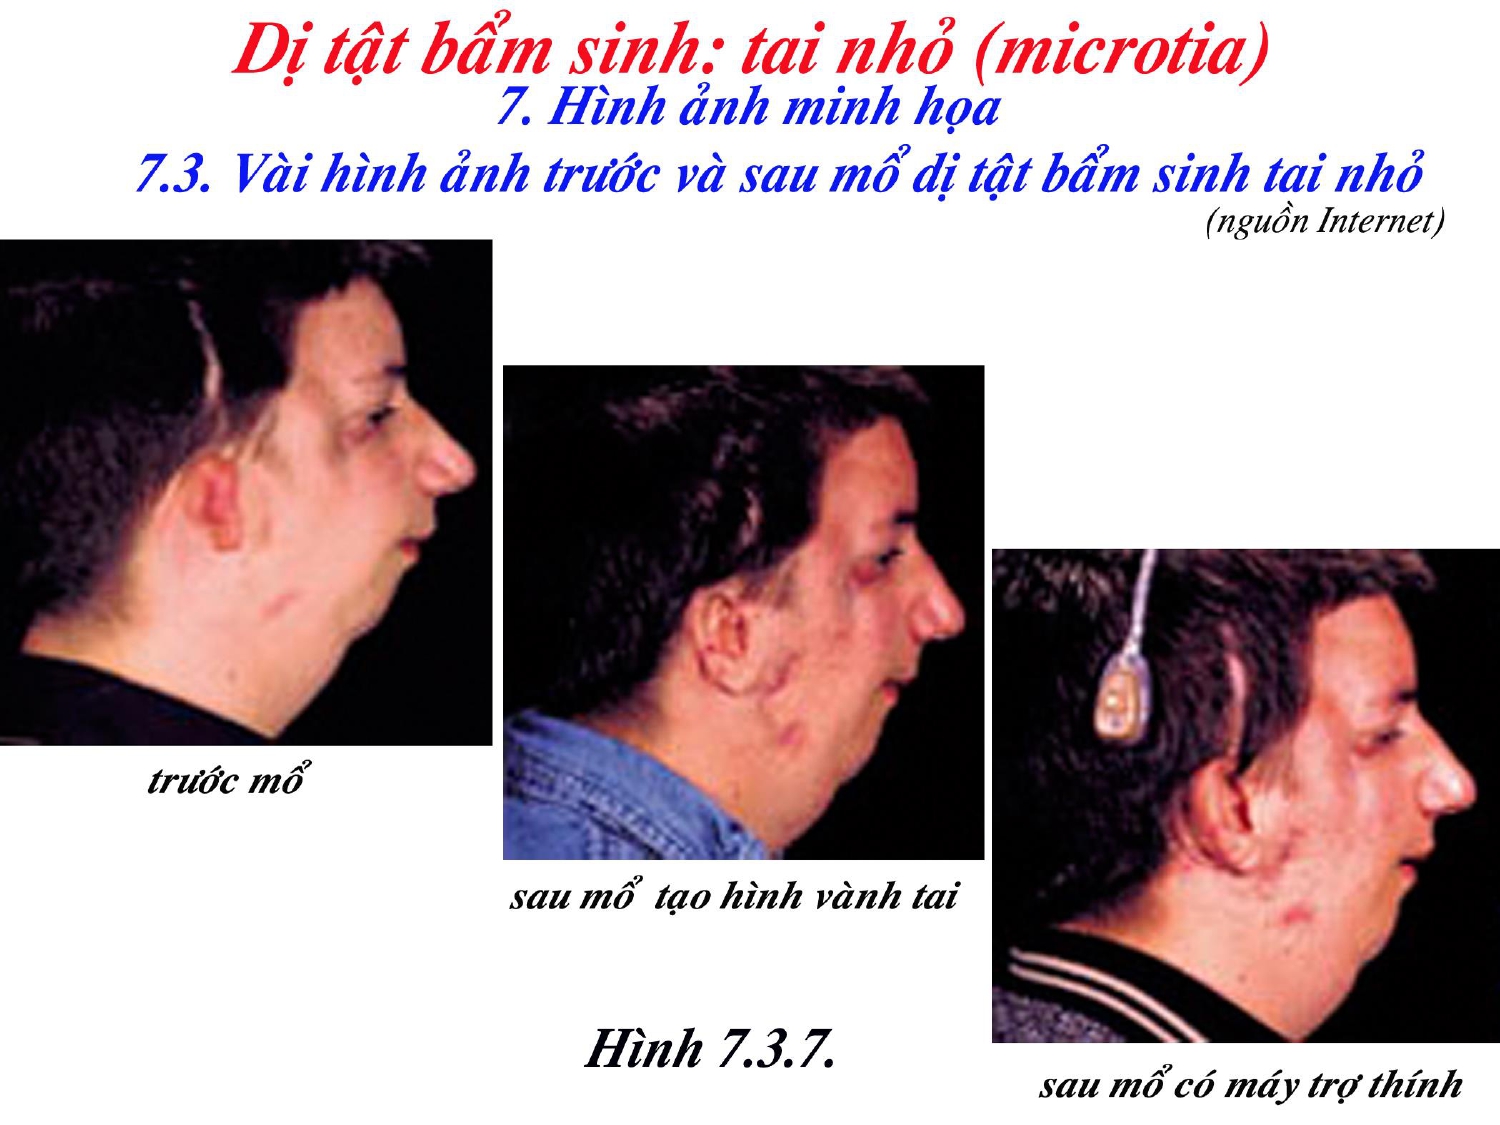 Dị tật bẩm sinh: tai nhỏ (microtia)
7. Hình ảnh minh họa
7.3. Vài hình ảnh trước và sau mổ dị tật bẩm sinh tai nhỏ
(nguồn Internet)
trước mổ
sau mổ tạo hình vành tai
Hình 7.3.7.
sau mổ có máy trợ thính